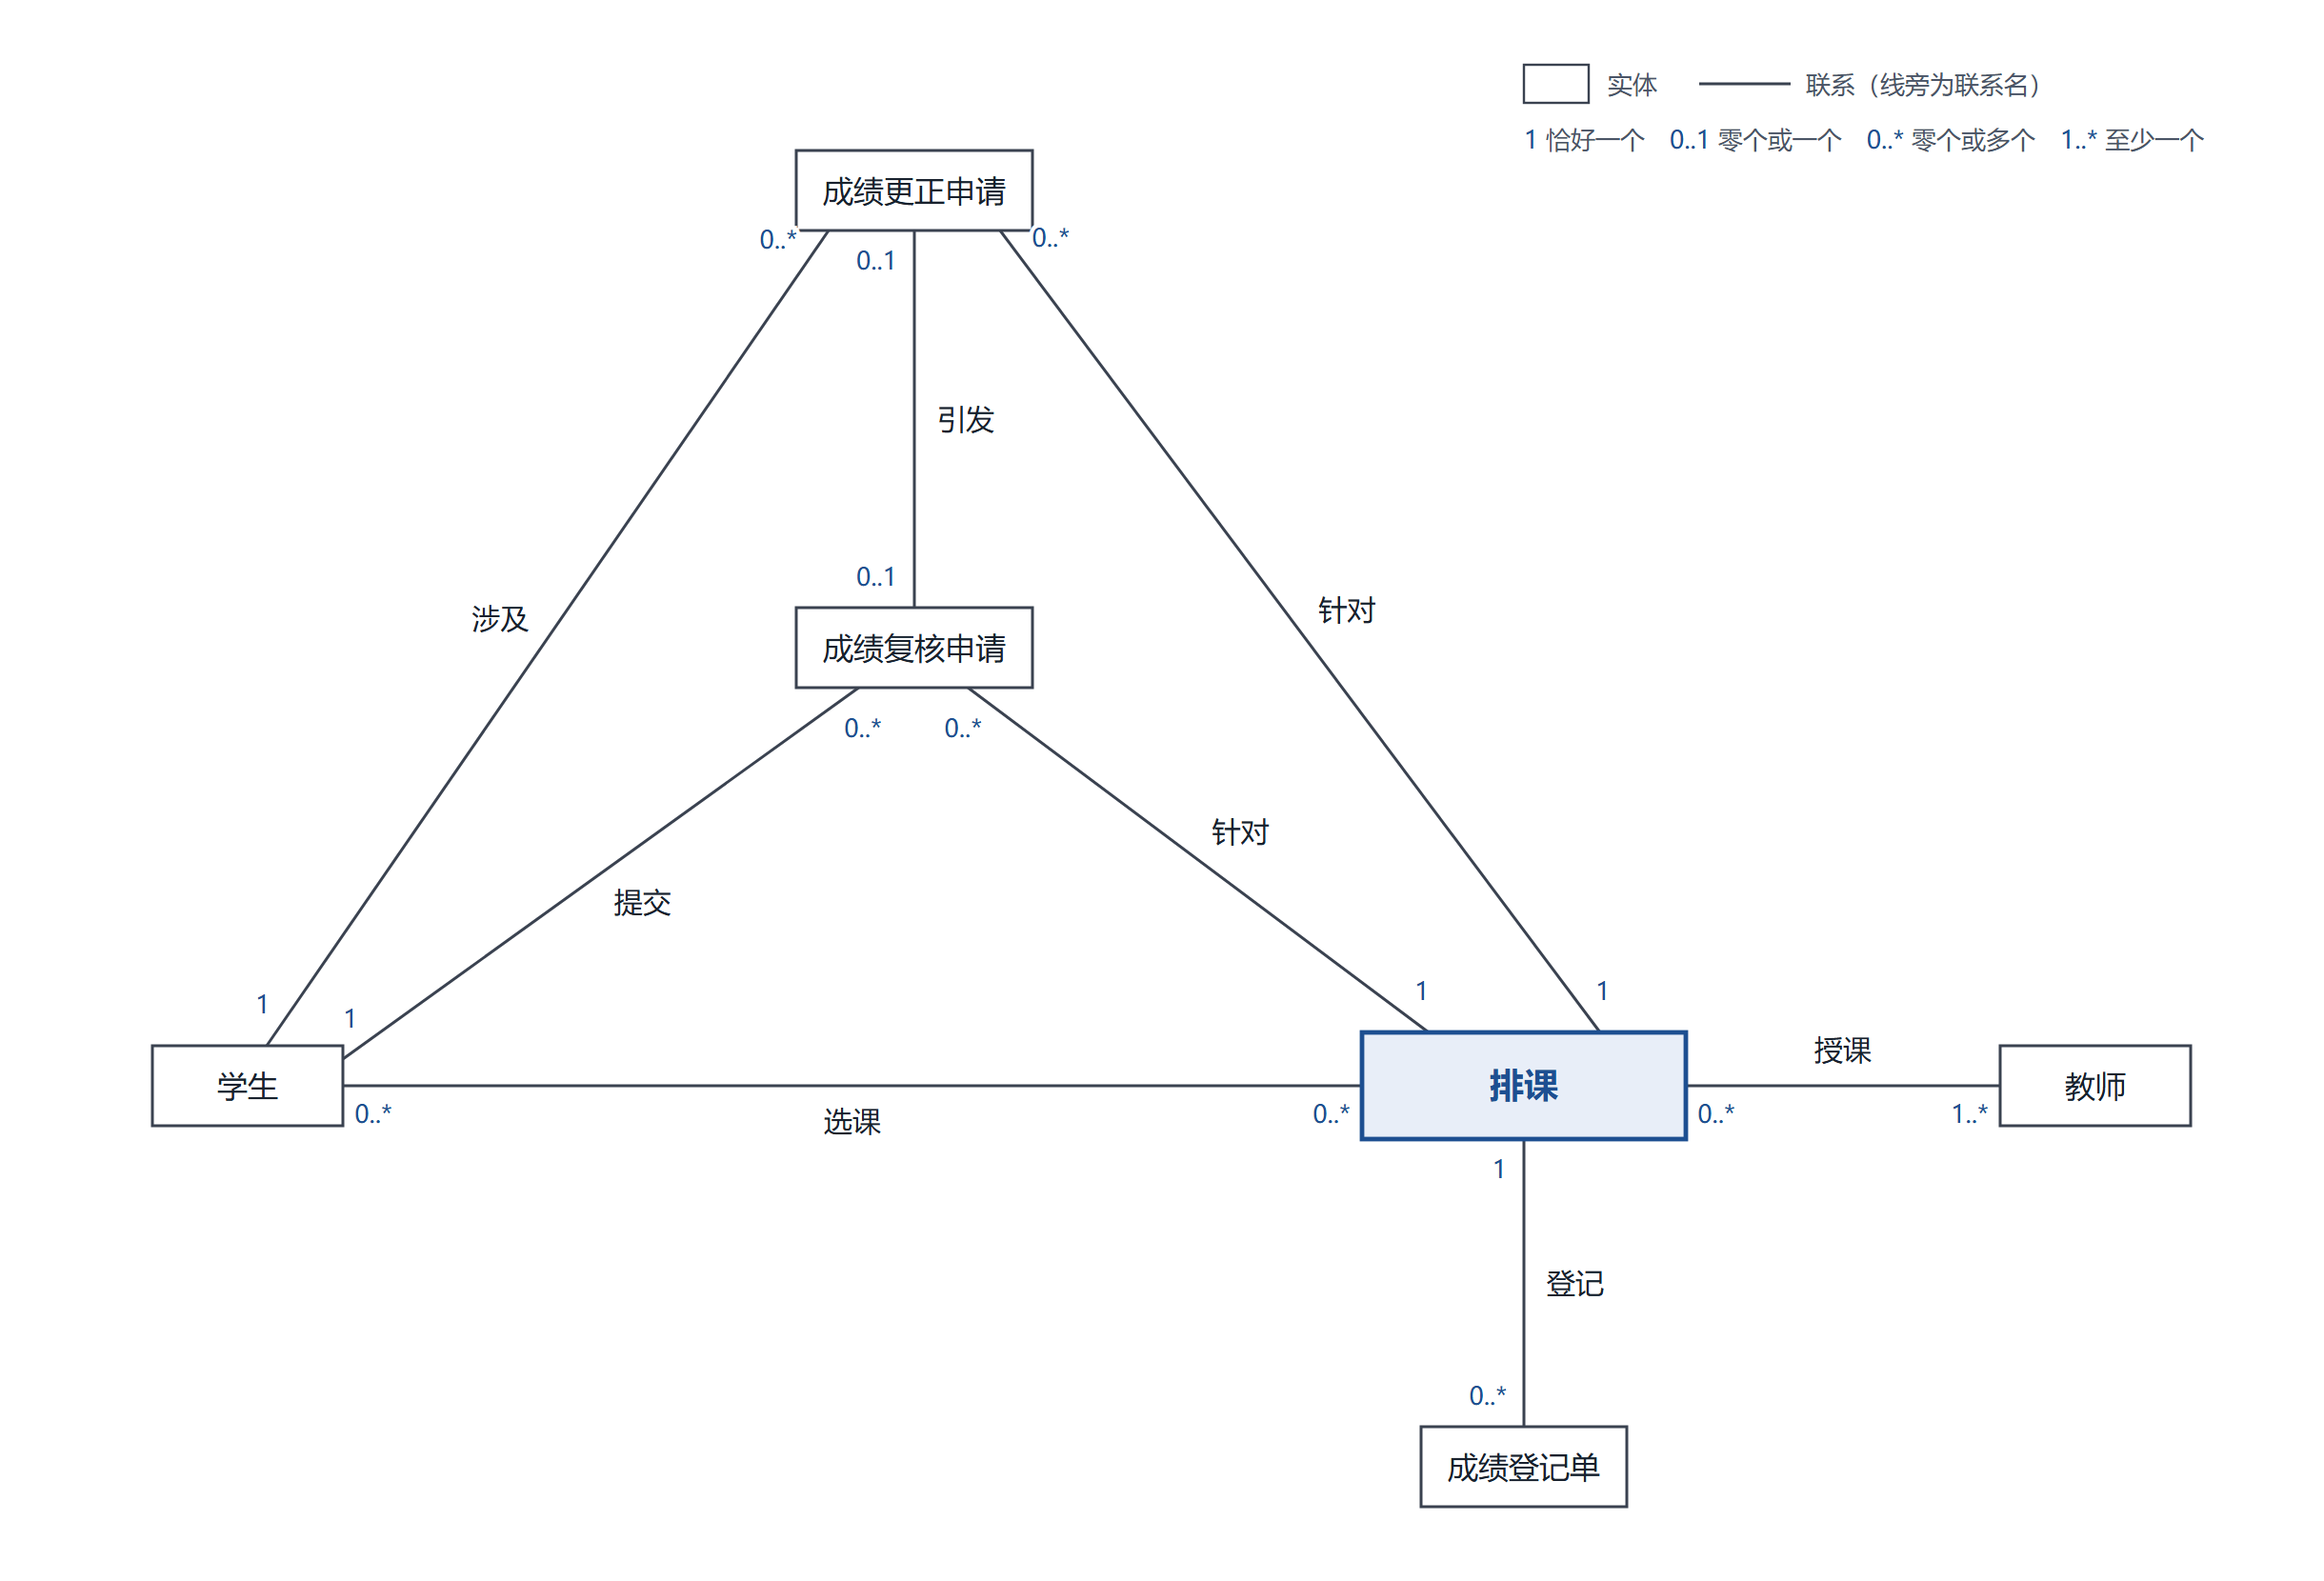 实体 联系（线旁为联系名）
1 恰好一个 0..1 零个或一个 0..* 零个或多个 1..* 至少一个
成绩更正申请
0..* 0..*
0..1
引发
0..1
涉及 针对
成绩复核申请
0..* 0..*
针对
提交
1 1 1 1
授课
学生 排课 教师
0..* 选课 0..* 0..* 1..*
1
登记
0..*
成绩登记单